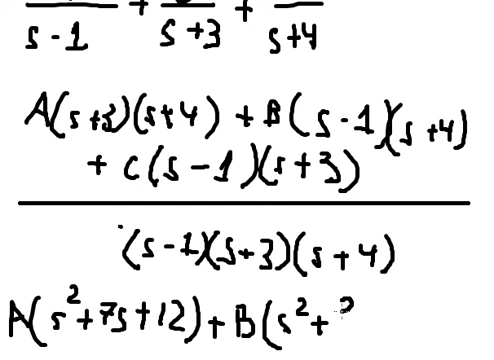 s-1 + s+3 + s+4
A(s+3)(s+4) + B(s-1)(s+4)
+ C(s-1)(s+3)
(s-1)(s+3)(s+4)
A(s²+7s+12)+B(s²+